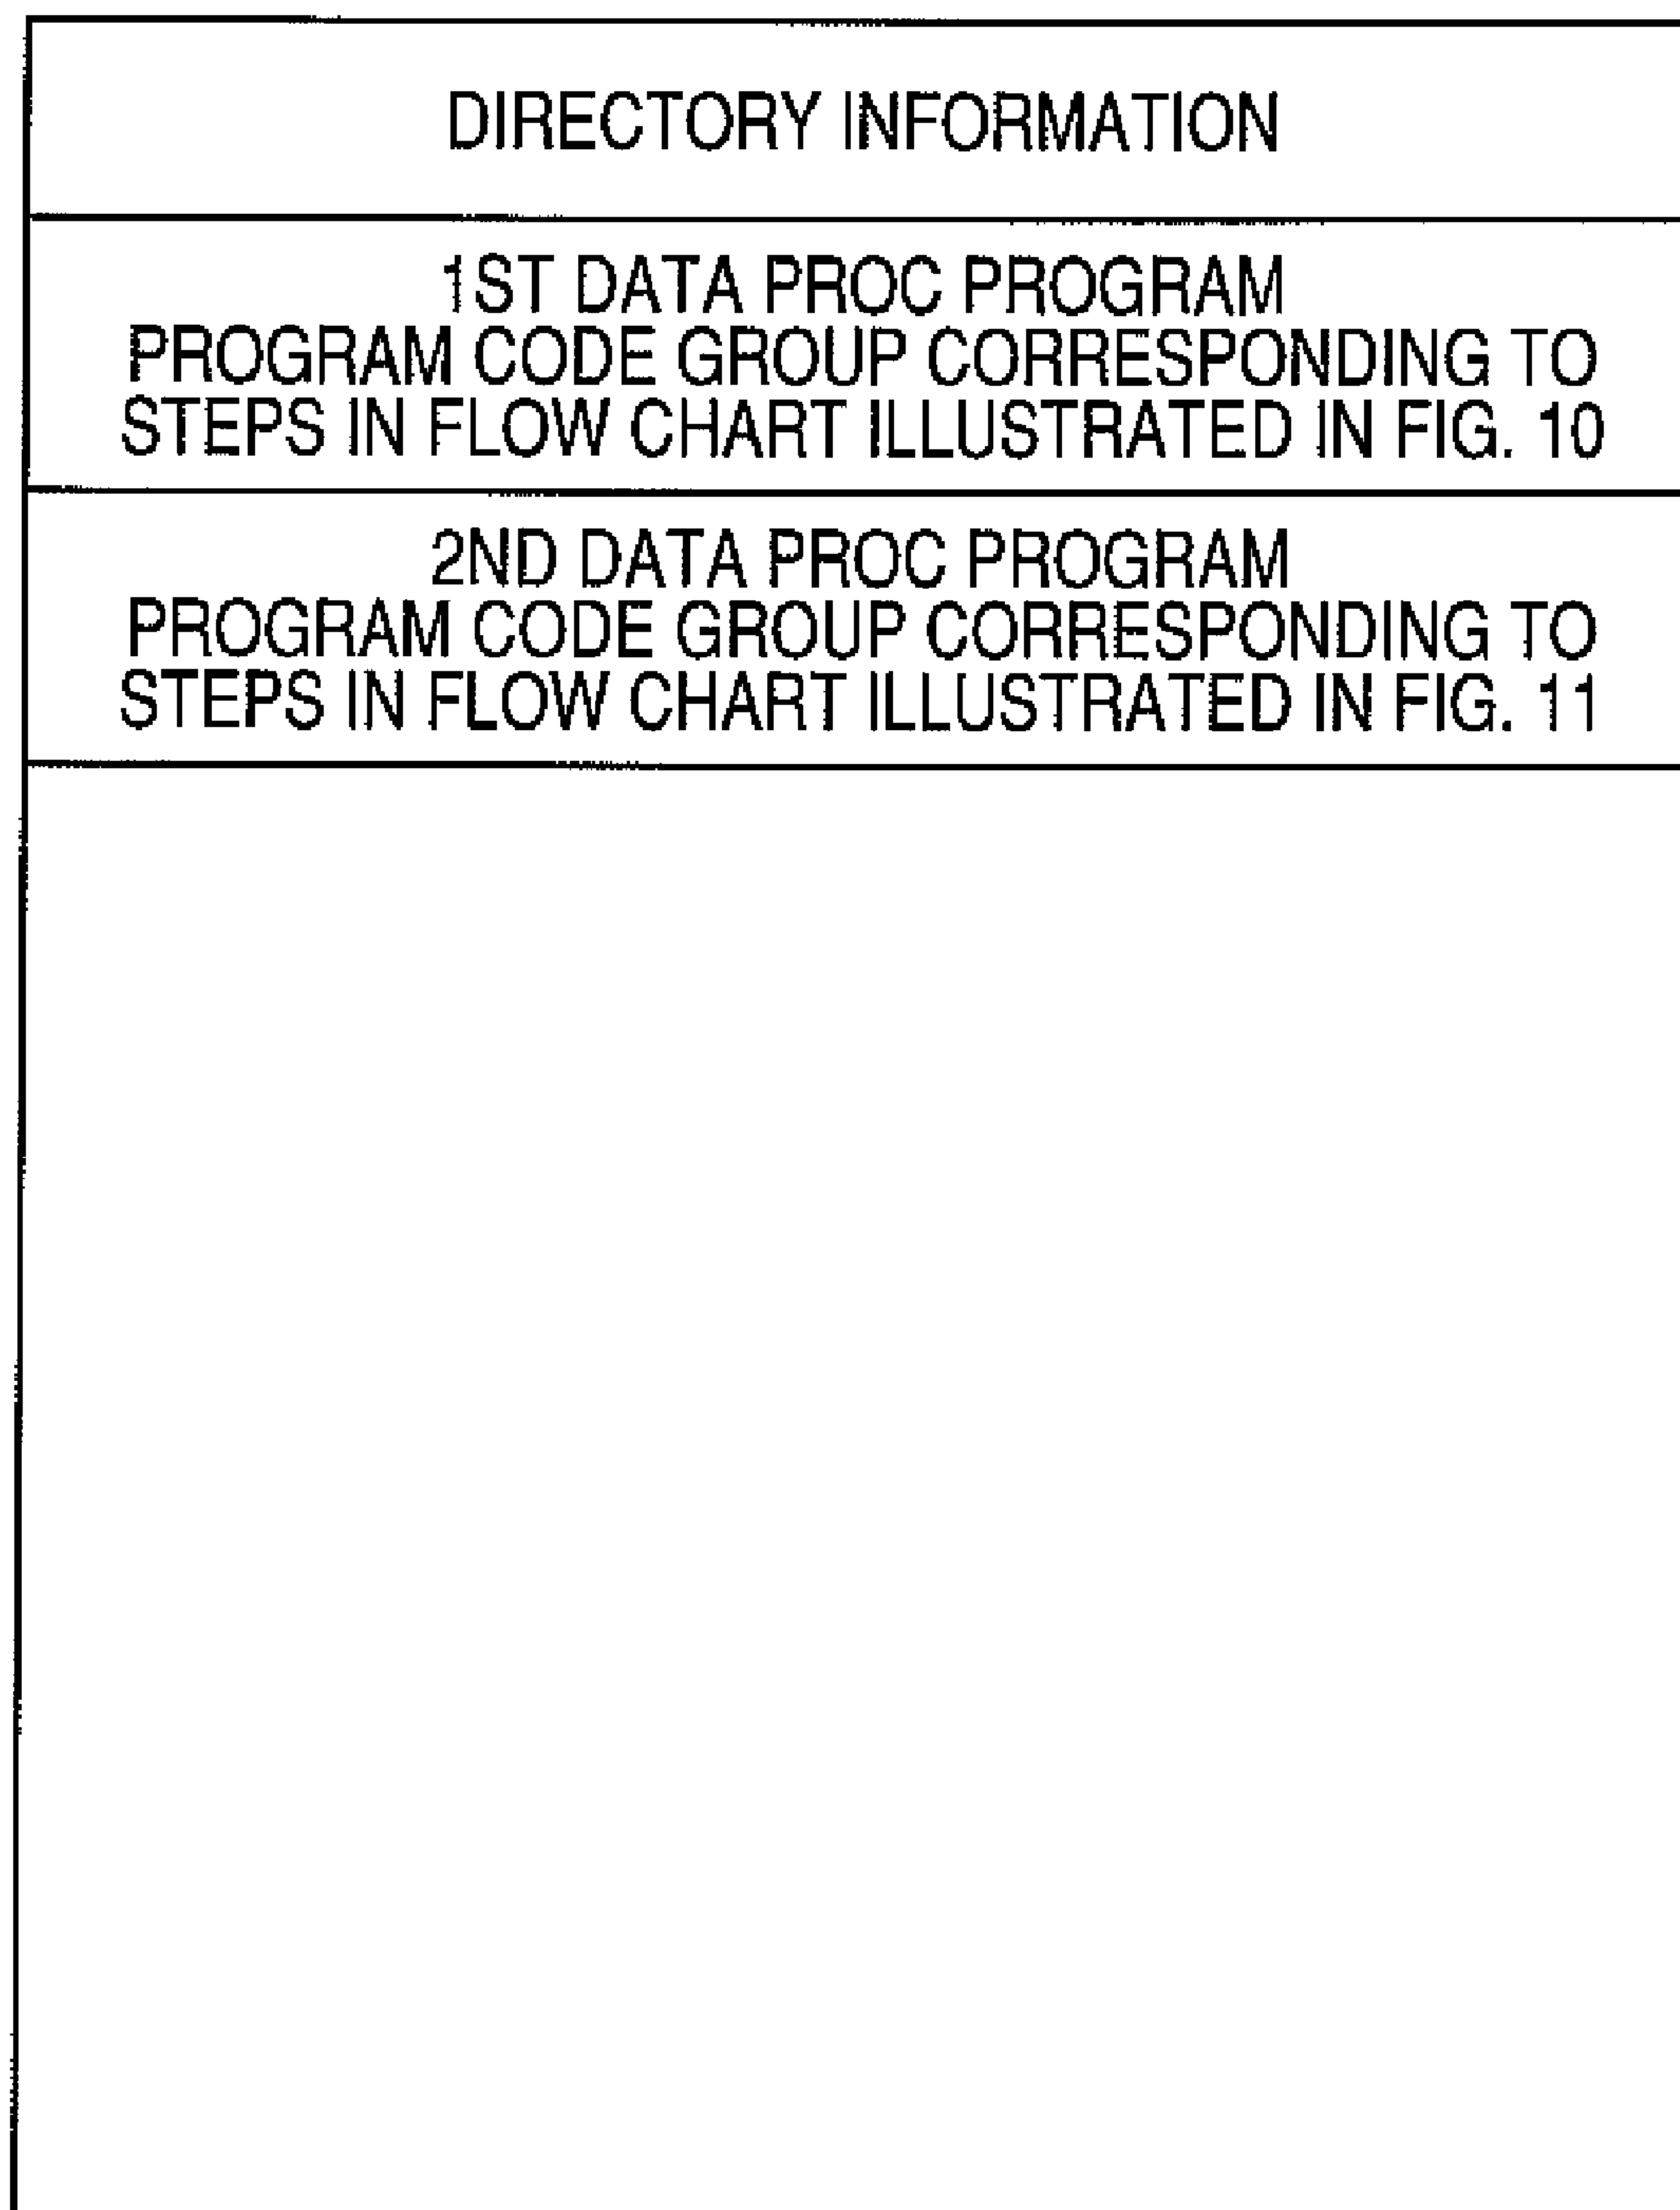 DIRECTORY INFORMATION
1ST DATA PROC PROGRAM
PROGRAM CODE GROUP CORRESPONDING TO
STEPS IN FLOW CHART ILLUSTRATED IN FIG. 10
2ND DATA PROC PROGRAM
PROGRAM CODE GROUP CORRESPONDING TO
STEPS IN FLOW CHART ILLUSTRATED IN FIG. 11